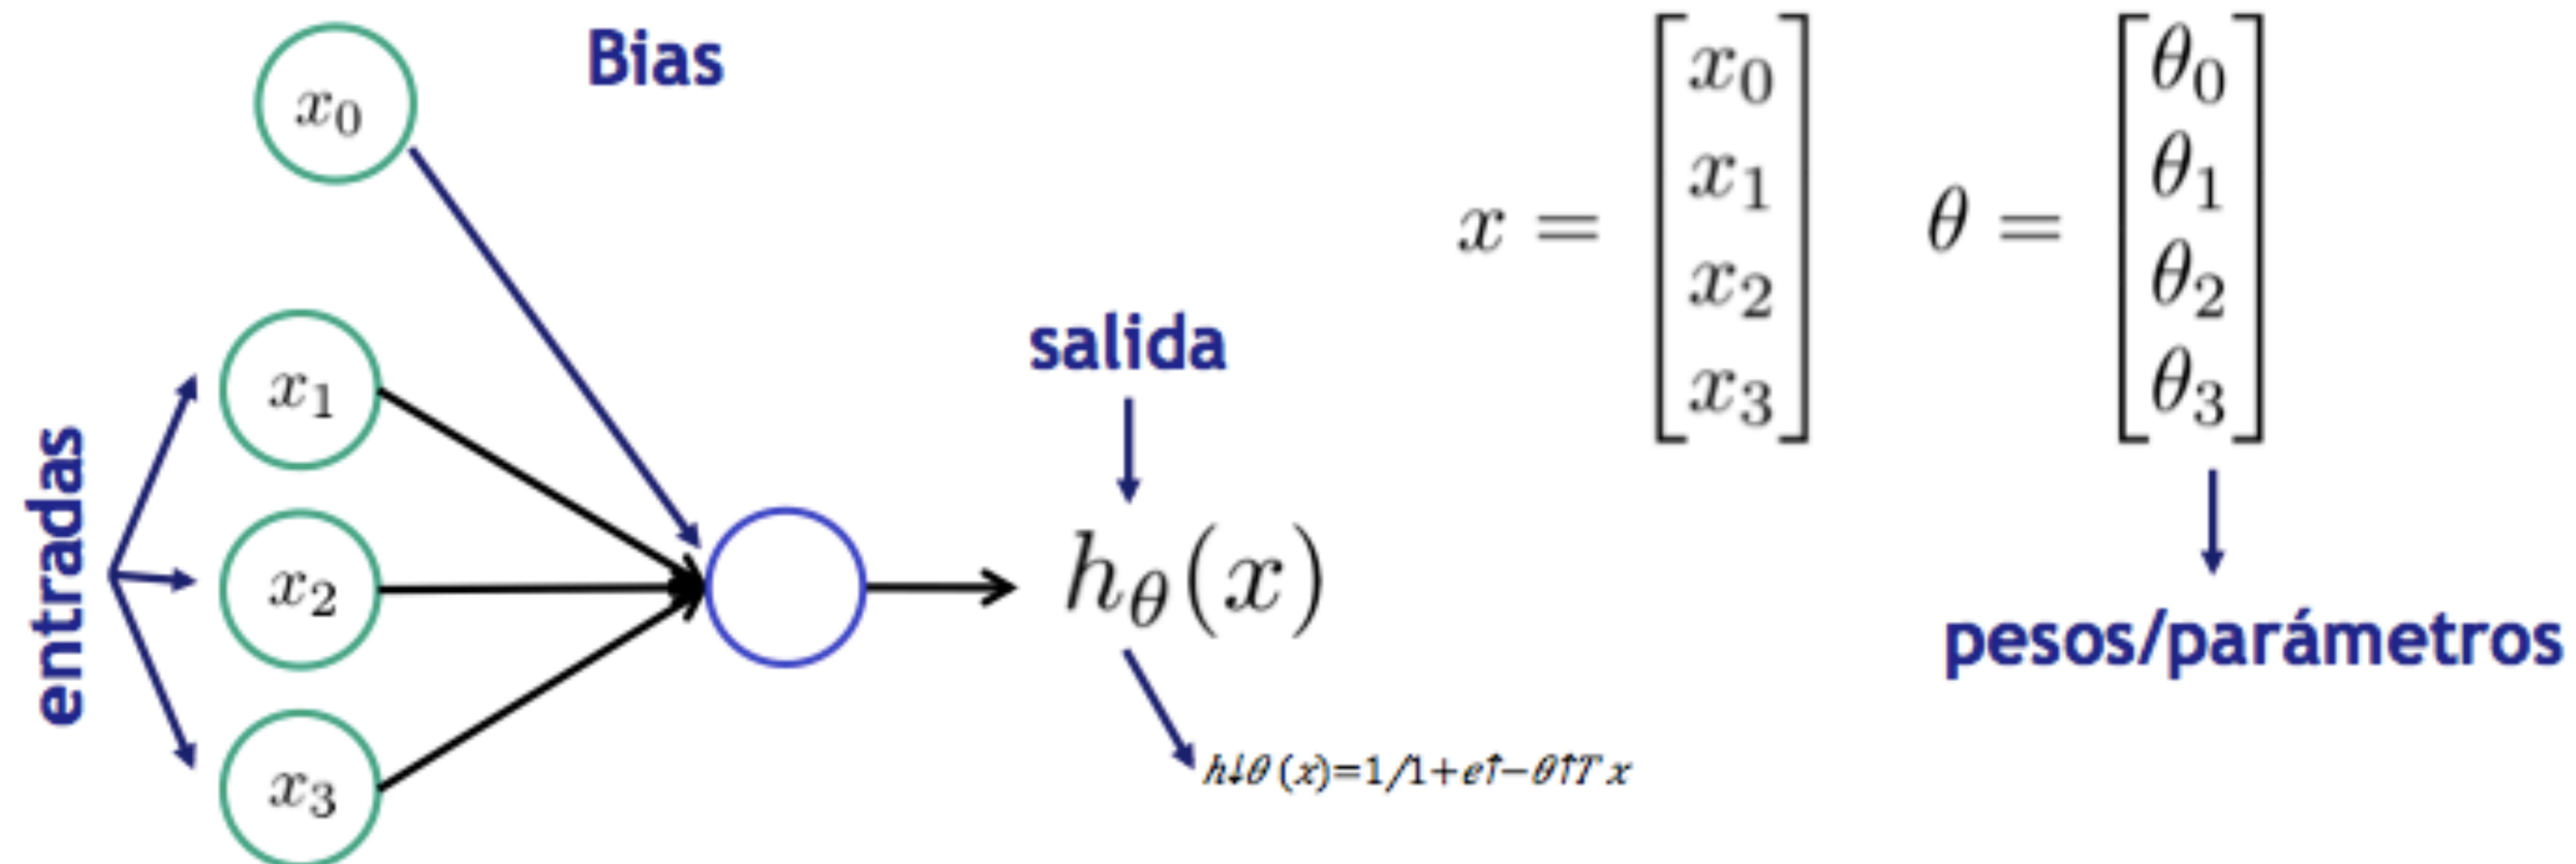 Bias
x₀
x₁
x₂
x₃
entradas
salida
h_θ(x)
h↓θ (x)=1/1+e↑−θ↑T x
x = [x₀ x₁ x₂ x₃]
θ = [θ₀ θ₁ θ₂ θ₃]
pesos/parámetros